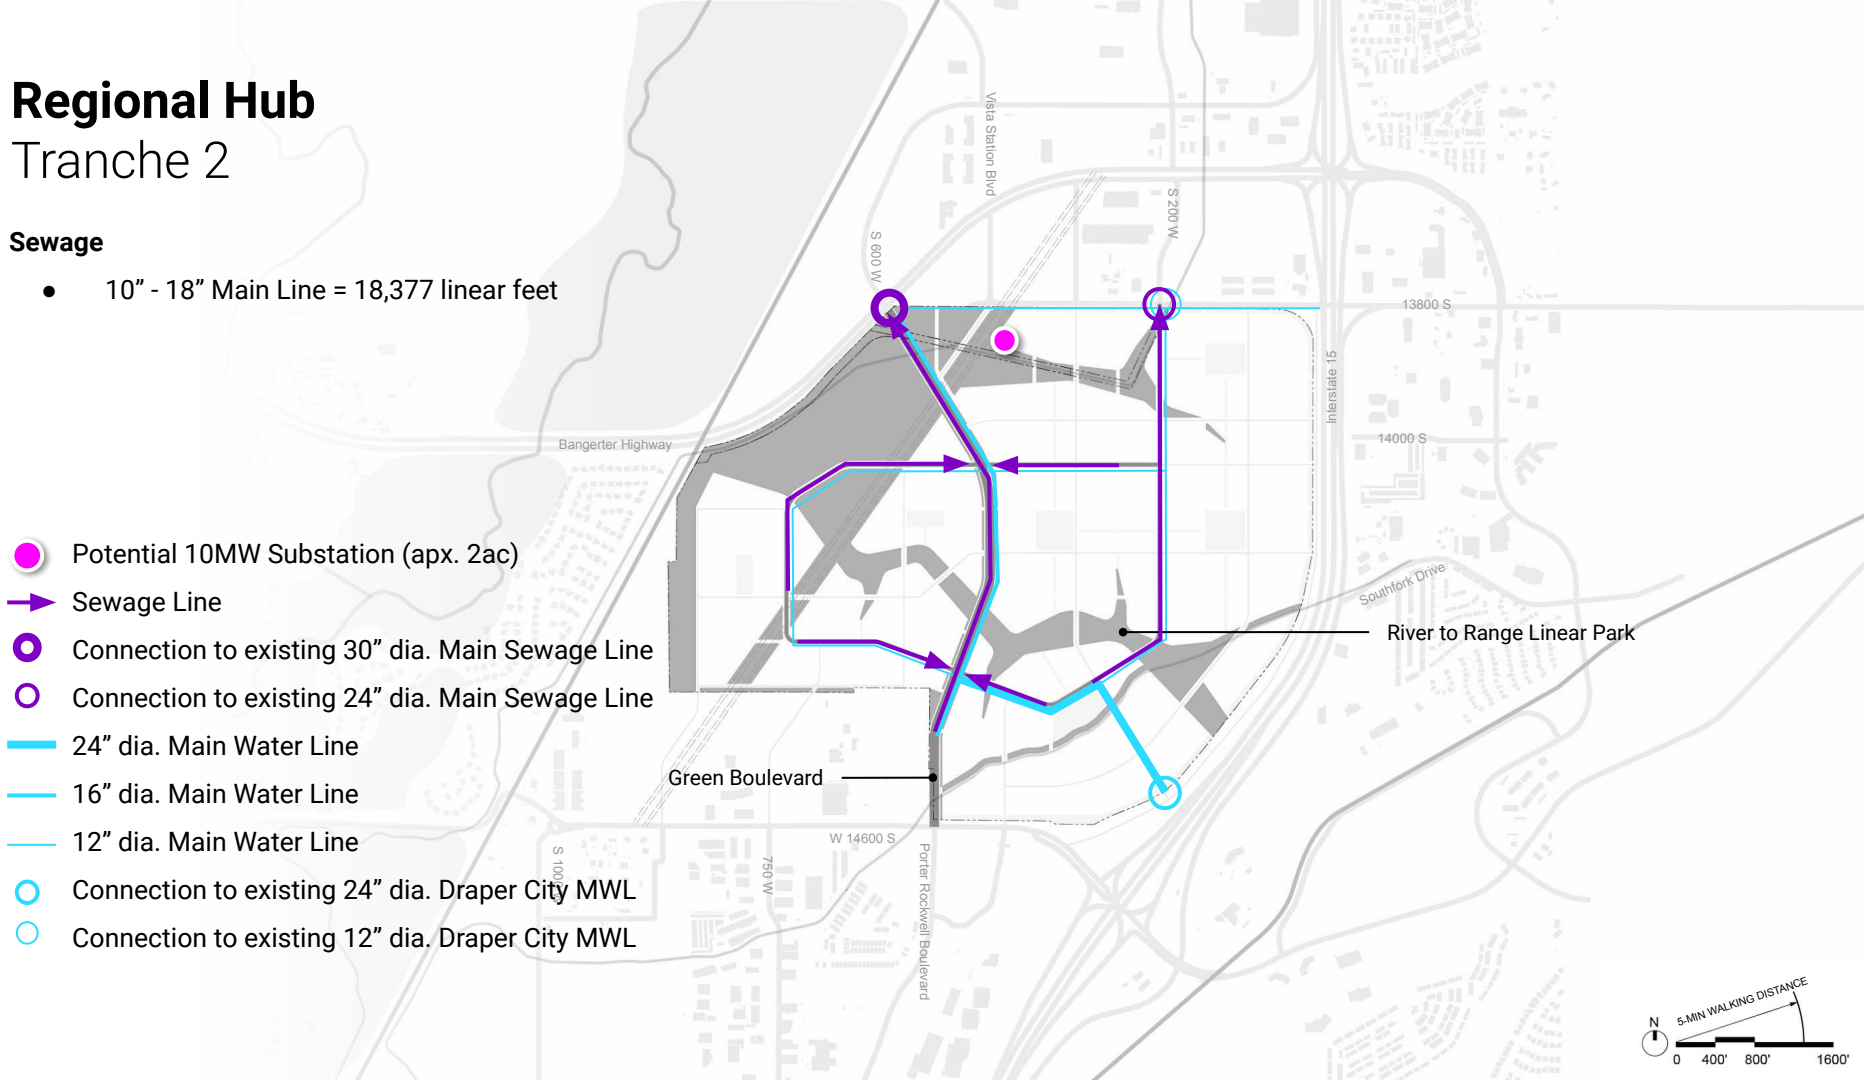 Regional Hub
Tranche 2
Sewage
● 10” - 18” Main Line = 18,377 linear feet
Potential 10MW Substation (apx. 2ac)
Sewage Line
Connection to existing 30” dia. Main Sewage Line
Connection to existing 24” dia. Main Sewage Line
24” dia. Main Water Line
16” dia. Main Water Line
12” dia. Main Water Line
Connection to existing 24” dia. Draper City MWL
Connection to existing 12” dia. Draper City MWL
Vista Station Blvd
S 200 W
S 600 W
13800 S
Interstate 15
14000 S
Bangerter Highway
Southfork Drive
River to Range Linear Park
Green Boulevard
W 14600 S
750 W
Porter Rockwell Boulevard
N
5-MIN WALKING DISTANCE
0 400' 800' 1600'